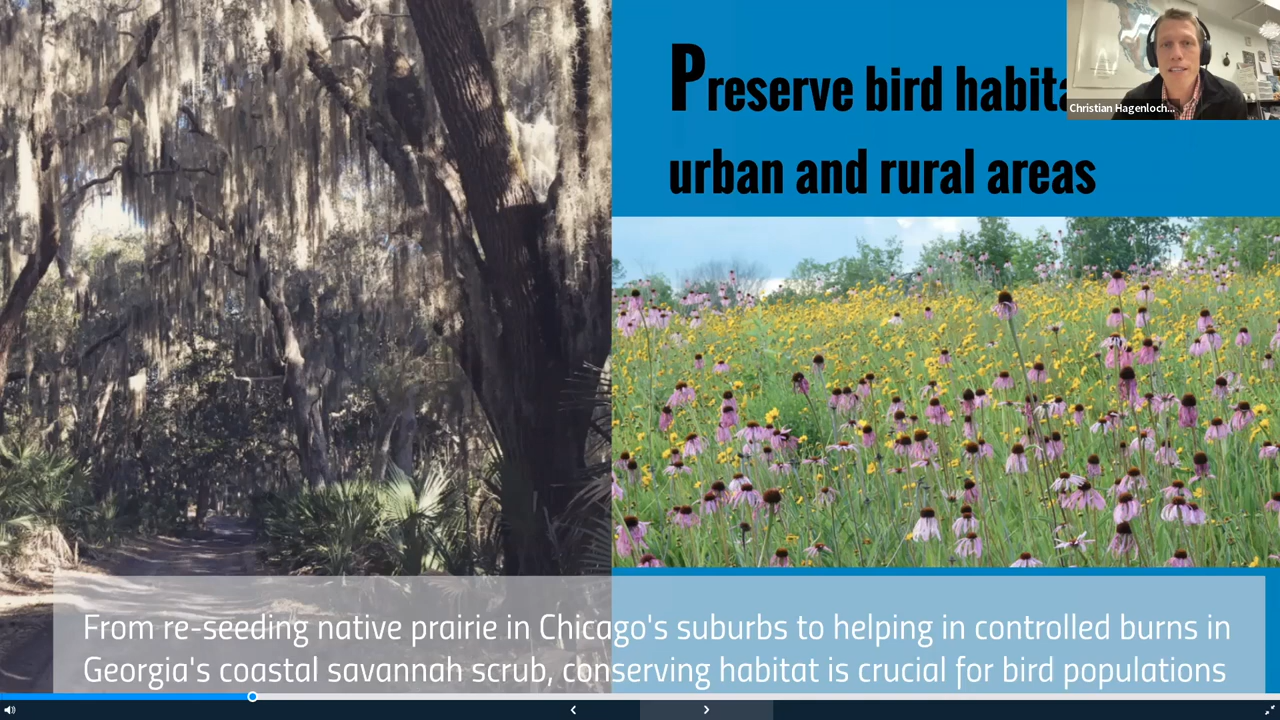 Preserve bird habita
urban and rural areas
Christian Hagenloch...
From re-seeding native prairie in Chicago's suburbs to helping in controlled burns in
Georgia's coastal savannah scrub, conserving habitat is crucial for bird populations